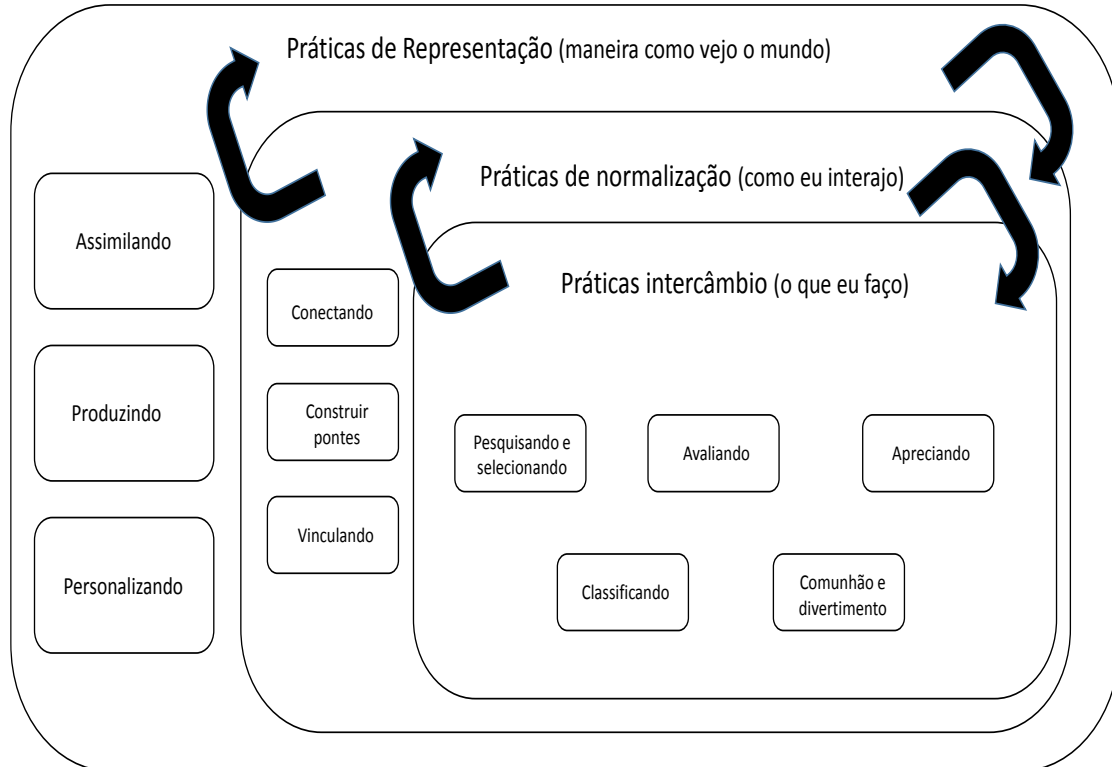 Práticas de Representação (maneira como vejo o mundo)
Práticas de normalização (como eu interajo)
Práticas intercâmbio (o que eu faço)
Assimilando
Produzindo
Personalizando
Conectando
Construir
pontes
Vinculando
Pesquisando e
selecionando
Avaliando
Apreciando
Classificando
Comunhão e
divertimento